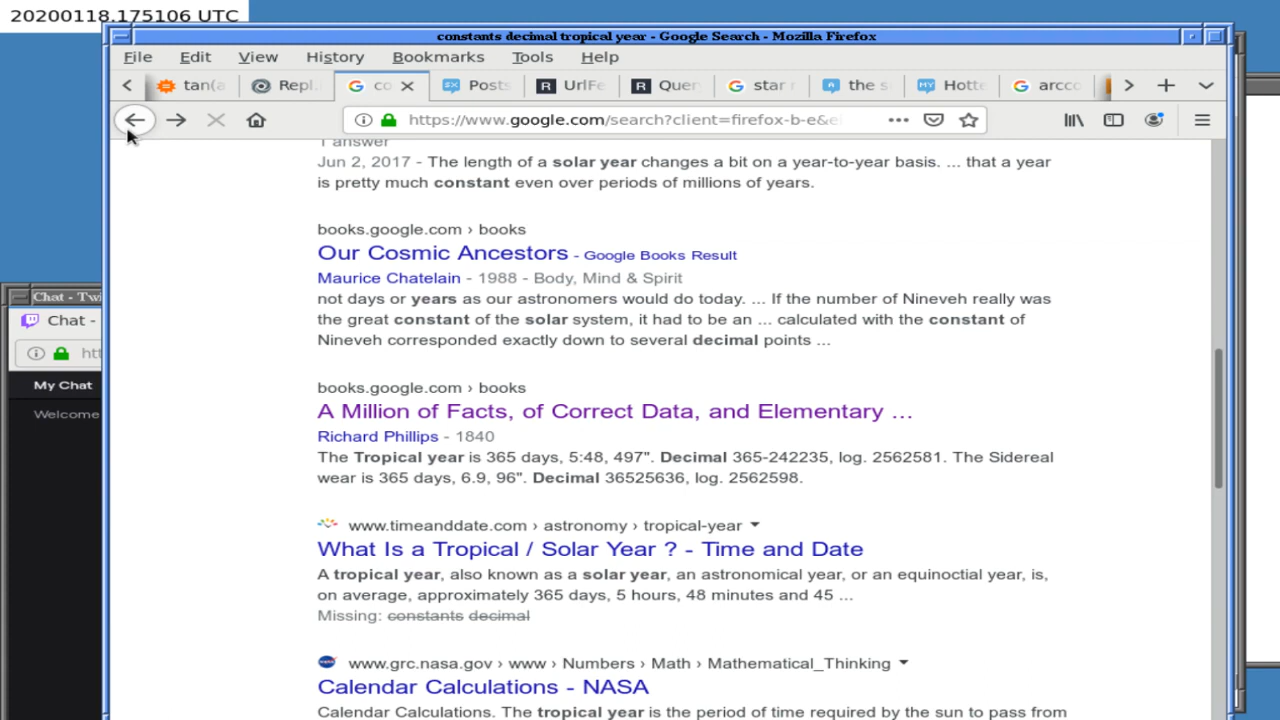 20200118.175106 UTC
constants decimal tropical year - Google Search - Mozilla Firefox
File Edit View History Bookmarks Tools Help
tan(a Repl. co Posts UrlFe Quer star r the s Hott arcco
https://www.google.com/search?client=firefox-b-e&ei
1 answer
Jun 2, 2017 - The length of a solar year changes a bit on a year-to-year basis. ... that a year
is pretty much constant even over periods of millions of years.
books.google.com › books
Our Cosmic Ancestors - Google Books Result
Maurice Chatelain - 1988 - Body, Mind & Spirit
not days or years as our astronomers would do today. ... If the number of Nineveh really was
the great constant of the solar system, it had to be an ... calculated with the constant of
Nineveh corresponded exactly down to several decimal points ...
books.google.com › books
A Million of Facts, of Correct Data, and Elementary ...
Richard Phillips - 1840
The Tropical year is 365 days, 5:48, 497". Decimal 365-242235, log. 2562581. The Sidereal
wear is 365 days, 6.9, 96". Decimal 36525636, log. 2562598.
www.timeanddate.com › astronomy › tropical-year
What Is a Tropical / Solar Year ? - Time and Date
A tropical year, also known as a solar year, an astronomical year, or an equinoctial year, is,
on average, approximately 365 days, 5 hours, 48 minutes and 45 ...
Missing: constants decimal
www.grc.nasa.gov › www › Numbers › Math › Mathematical_Thinking
Calendar Calculations - NASA
Calendar Calculations. The tropical year is the period of time required by the sun to pass from
Chat - Twi
Chat -
htt
My Chat
Welcome